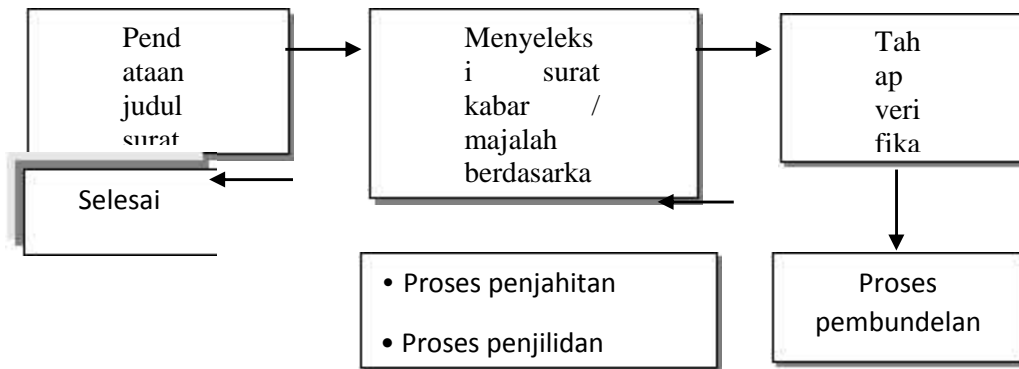 Pend
ataan
judul
surat
Menyeleks
i surat
kabar /
majalah
berdasarka
Tah
ap
veri
fika
Selesai
• Proses penjahitan
• Proses penjilidan
Proses
pembundelan